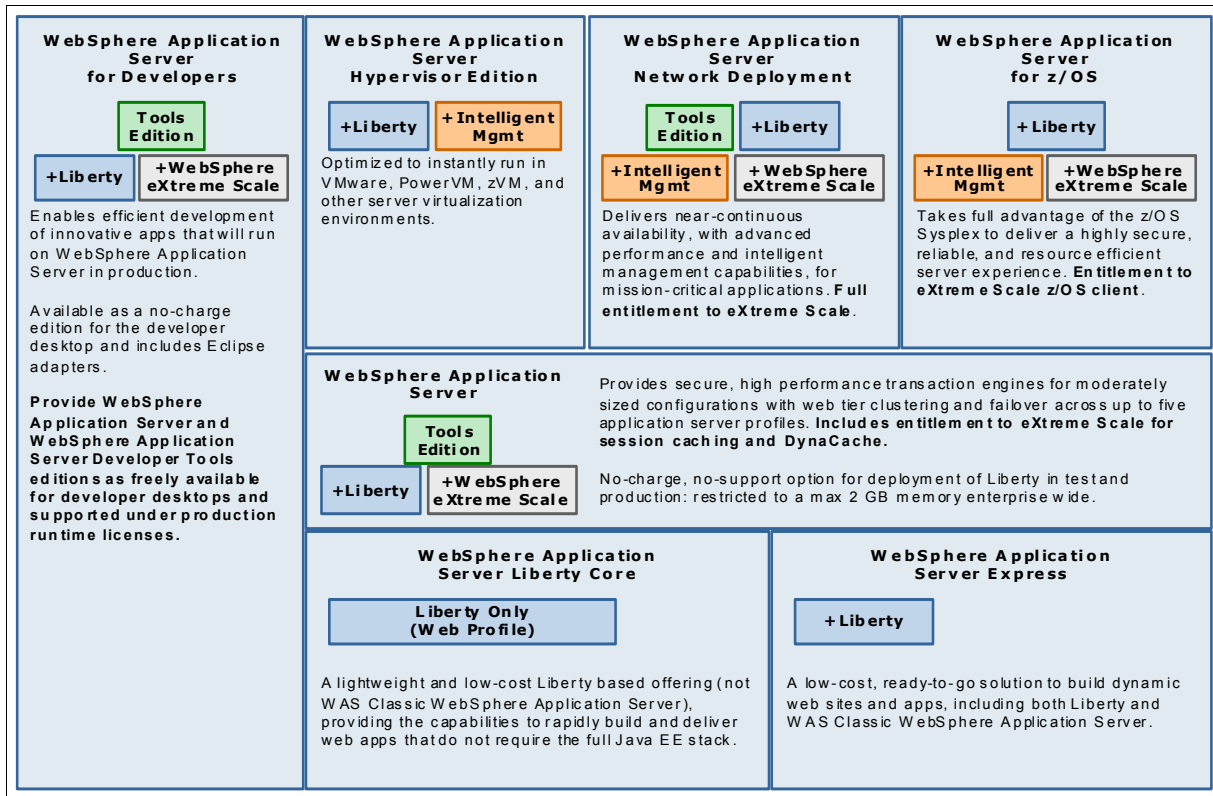 WebSphere Application
Server
for Developers
Tools
Edition
+Liberty
+WebSphere
eXtreme Scale
Enables efficient development
of innovative apps that will run
on WebSphere Application
Server in production.
Available as a no-charge
edition for the developer
desktop and includes Eclipse
adapters.
Provide WebSphere
Application Server and
WebSphere Application
Server Developer Tools
editions as freely available
for developer desktops and
supported under production
runtime licenses.
WebSphere Application
Server
Hypervisor Edition
+Liberty
+Intelligent
Mgmt
Optimized to instantly run in
VMware, PowerVM, zVM, and
other server virtualization
environments.
WebSphere Application
Server
Network Deployment
Tools
Edition
+Liberty
+Intelligent
Mgmt
+WebSphere
eXtreme Scale
Delivers near-continuous
availability, with advanced
performance and intelligent
management capabilities, for
mission-critical applications. Full
entitlement to eXtreme Scale.
WebSphere Application
Server
for z/OS
+Liberty
+Intelligent
Mgmt
+WebSphere
eXtreme Scale
Takes full advantage of the z/OS
Sysplex to deliver a highly secure,
reliable, and resource efficient
server experience. Entitlement to
eXtreme Scale z/OS client.
WebSphere Application
Server
Tools
Edition
+Liberty
+WebSphere
eXtreme Scale
Provides secure, high performance transaction engines for moderately
sized configurations with web tier clustering and failover across up to five
application server profiles. Includes entitlement to eXtreme Scale for
session caching and DynaCache.
No-charge, no-support option for deployment of Liberty in test and
production: restricted to a max 2 GB memory enterprise wide.
WebSphere Application
Server Liberty Core
Liberty Only
(Web Profile)
A lightweight and low-cost Liberty based offering (not
WAS Classic WebSphere Application Server),
providing the capabilities to rapidly build and deliver
web apps that do not require the full Java EE stack.
WebSphere Application
Server Express
+Liberty
A low-cost, ready-to-go solution to build dynamic
web sites and apps, including both Liberty and
WAS Classic WebSphere Application Server.